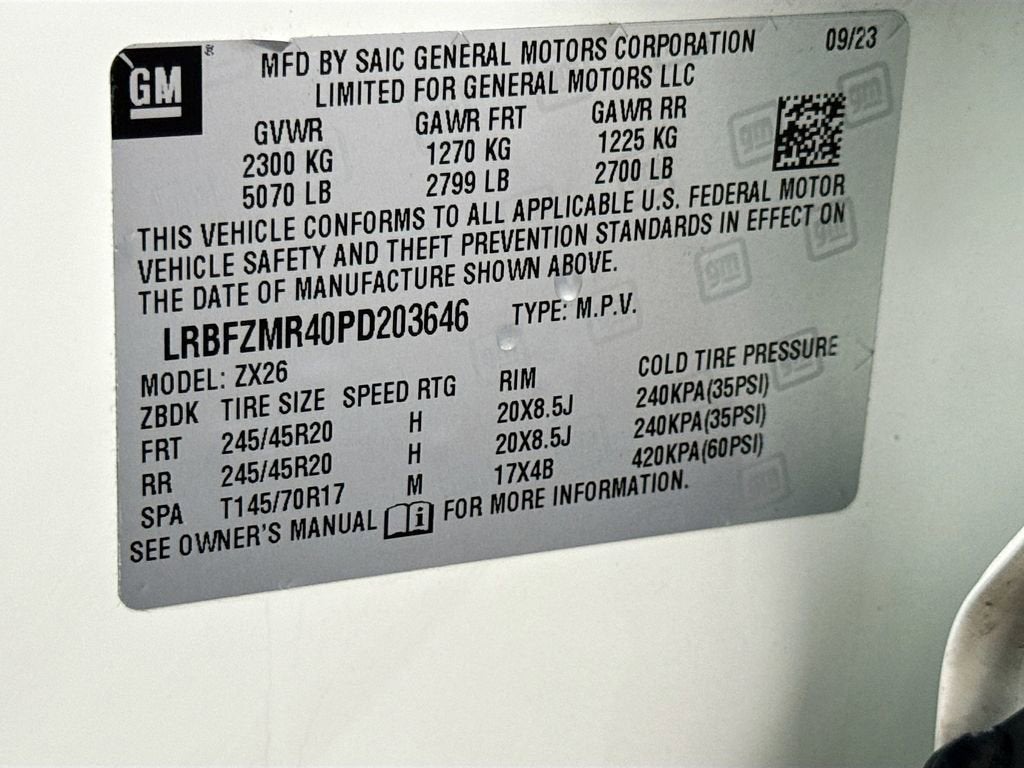 GM
MFD BY SAIC GENERAL MOTORS CORPORATION 09/23
LIMITED FOR GENERAL MOTORS LLC
GVWR GAWR FRT GAWR RR
2300 KG 1270 KG 1225 KG
5070 LB 2799 LB 2700 LB
THIS VEHICLE CONFORMS TO ALL APPLICABLE U.S. FEDERAL MOTOR
VEHICLE SAFETY AND THEFT PREVENTION STANDARDS IN EFFECT ON
THE DATE OF MANUFACTURE SHOWN ABOVE.
LRBFZMR40PD203646 TYPE: M.P.V.
MODEL: ZX26
ZBDK TIRE SIZE SPEED RTG RIM COLD TIRE PRESSURE
FRT 245/45R20 H 20X8.5J 240KPA(35PSI)
RR 245/45R20 H 20X8.5J 240KPA(35PSI)
SPA T145/70R17 M 17X4B 420KPA(60PSI)
SEE OWNER'S MANUAL i FOR MORE INFORMATION.